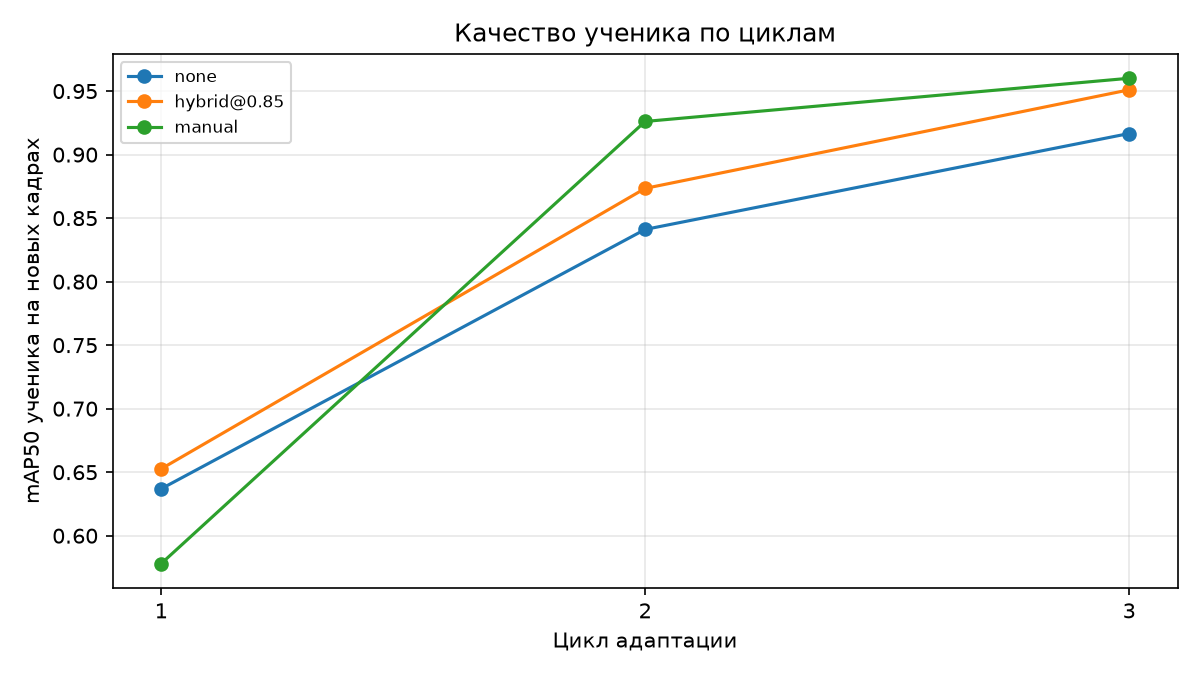 Качество ученика по циклам
none
hybrid@0.85
manual
mAP50 ученика на новых кадрах
0.95
0.90
0.85
0.80
0.75
0.70
0.65
0.60
1
2
3
Цикл адаптации